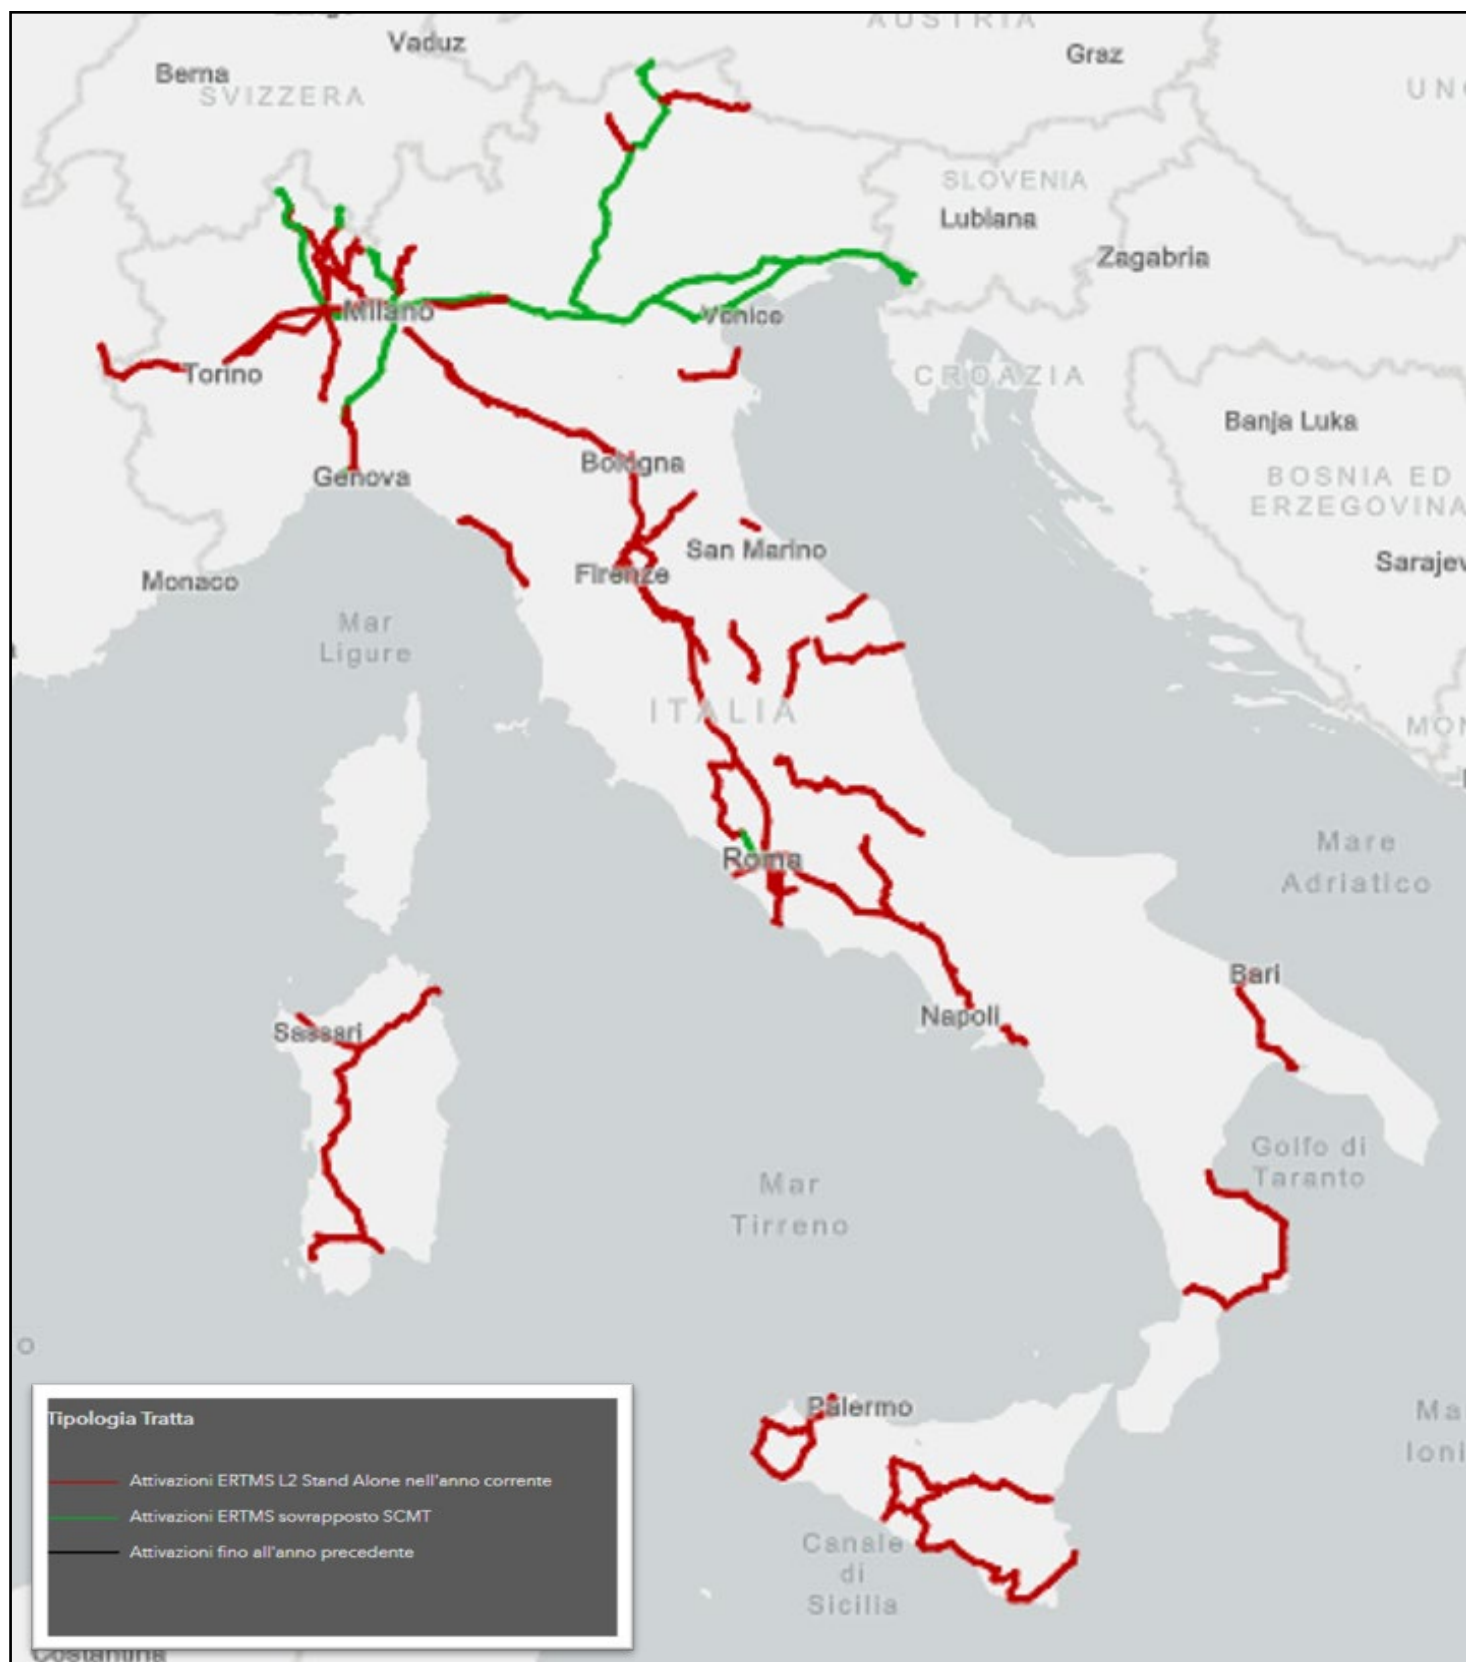 AUSTRIA
Vaduz
Graz
Berna
SVIZZERA
SLOVENIA
Lubiana
Zagabria
Milano
Venice
Torino
CROAZIA
Banja Luka
Bologna
Genova
BOSNIA ED
ERZEGOVINA
San Marino
Sarajev
Firenze
Monaco
Mar
Ligure
ITALIA
MON
Mare
Adriatico
Roma
Bari
Napoli
Sassari
Golfo di
Taranto
Mar
Tirreno
Palermo
Ma
Ioni
Canale
di
Sicilia
Tipologia Tratta
Attivazioni ERTMS L2 Stand Alone nell'anno corrente
Attivazioni ERTMS sovrapposto SCMT
Attivazioni fino all'anno precedente
Costantina